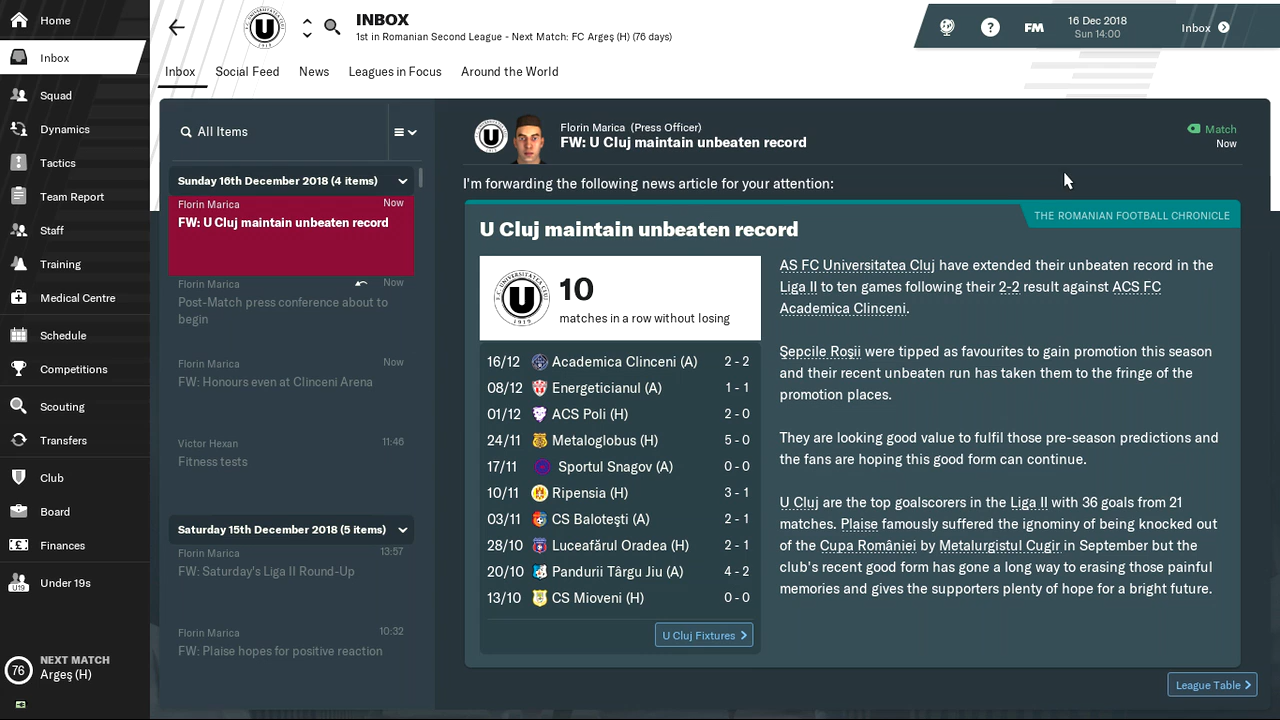 Home
Inbox
Squad
Dynamics
Tactics
Team Report
Staff
Training
Medical Centre
Schedule
Competitions
Scouting
Transfers
Club
Board
Finances
U19
Under 19s
76
NEXT MATCH
Argeş (H)
INBOX
1st in Romanian Second League - Next Match: FC Argeş (H) (76 days)
?
FM
16 Dec 2018
Sun 14:00
Inbox
Inbox
Social Feed
News
Leagues in Focus
Around the World
All Items
Sunday 16th December 2018 (4 items)
Florin Marica
Now
FW: U Cluj maintain unbeaten record
Florin Marica
Now
Post-Match press conference about to
begin
Florin Marica
Now
FW: Honours even at Clinceni Arena
Victor Hexan
11:46
Fitness tests
Saturday 15th December 2018 (5 items)
Florin Marica
13:57
FW: Saturday's Liga II Round-Up
Florin Marica
10:32
FW: Plaise hopes for positive reaction
Florin Marica (Press Officer)
FW: U Cluj maintain unbeaten record
Match
Now
I'm forwarding the following news article for your attention:
THE ROMANIAN FOOTBALL CHRONICLE
U Cluj maintain unbeaten record
U
1919
10
matches in a row without losing
16/12 Academica Clinceni (A) 2 - 2
08/12 Energeticianul (A) 1 - 1
01/12 ACS Poli (H) 2 - 0
24/11 Metaloglobus (H) 5 - 0
17/11 Sportul Snagov (A) 0 - 0
10/11 Ripensia (H) 3 - 1
03/11 CS Baloteşti (A) 2 - 1
28/10 Luceafărul Oradea (H) 2 - 1
20/10 Pandurii Târgu Jiu (A) 4 - 2
13/10 CS Mioveni (H) 0 - 0
U Cluj Fixtures
AS FC Universitatea Cluj have extended their unbeaten record in the
Liga II to ten games following their 2-2 result against ACS FC
Academica Clinceni.
Şepcile Roşii were tipped as favourites to gain promotion this season
and their recent unbeaten run has taken them to the fringe of the
promotion places.
They are looking good value to fulfil those pre-season predictions and
the fans are hoping this good form can continue.
U Cluj are the top goalscorers in the Liga II with 36 goals from 21
matches. Plaise famously suffered the ignominy of being knocked out
of the Cupa României by Metalurgistul Cugir in September but the
club's recent good form has gone a long way to erasing those painful
memories and gives the supporters plenty of hope for a bright future.
League Table